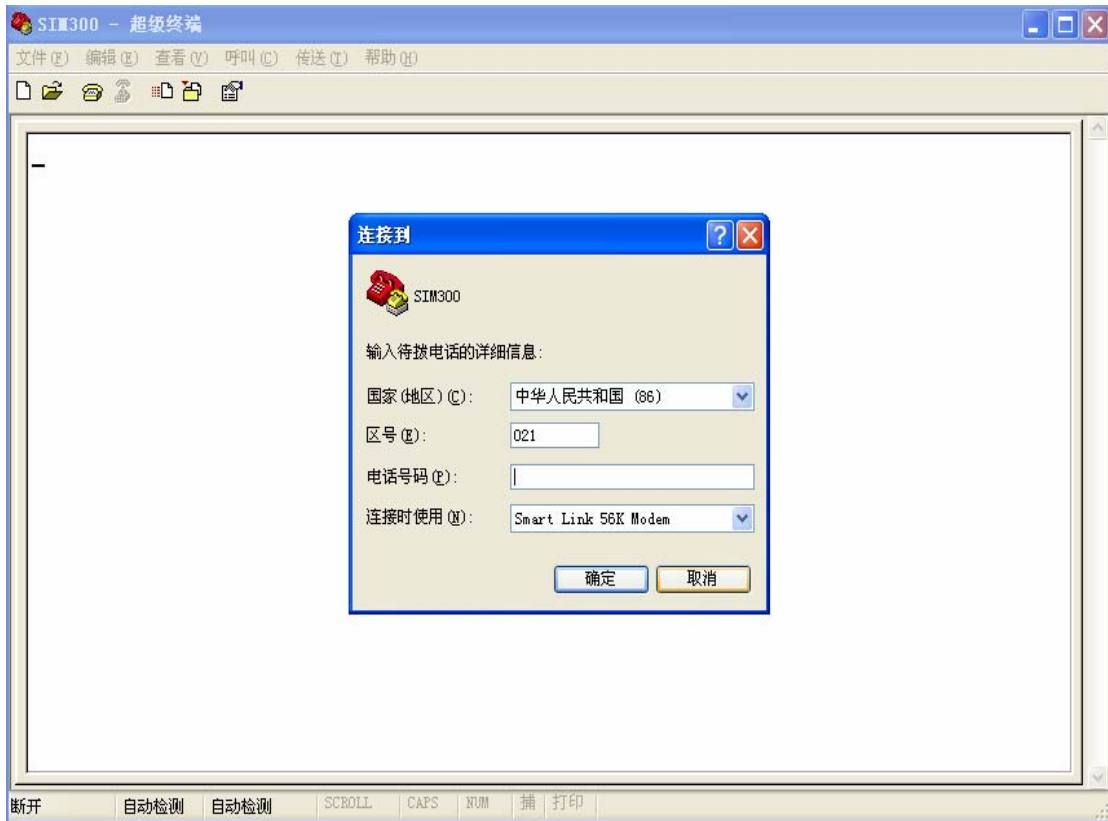 SIM300 - 超级终端
文件(F) 编辑(E) 查看(V) 呼叫(C) 传送(T) 帮助(H)
连接到
SIM300
输入待拨电话的详细信息:
国家(地区)(C): 中华人民共和国 (86)
区号(E): 021
电话号码(P):
连接时使用(N): Smart Link 56K Modem
确定 取消
断开 自动检测 自动检测 SCROLL CAPS NUM 捕 打印